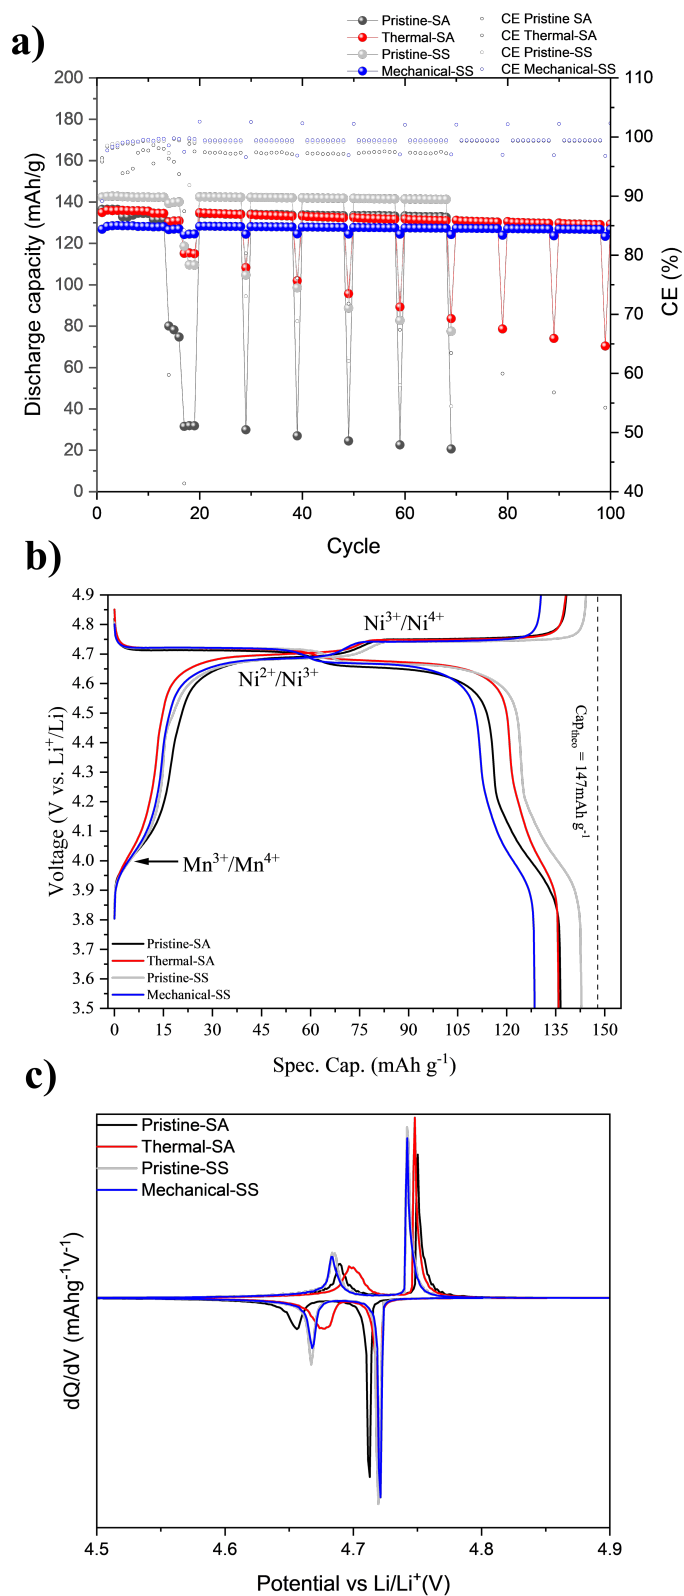 a)
Pristine-SA
CE Pristine SA
Thermal-SA
CE Thermal-SA
Pristine-SS
CE Pristine-SS
Mechanical-SS
CE Mechanical-SS
200
180
160
140
120
100
80
60
40
20
0
Discharge capacity (mAh/g)
110
100
90
80
70
60
50
40
CE (%)
0 20 40 60 80 100
Cycle
b)
4.9
4.8
4.7
4.6
4.5
4.4
4.3
4.2
4.1
4.0
3.9
3.8
3.7
3.6
3.5
Voltage (V vs. Li⁺/Li)
Ni³⁺/Ni⁴⁺
Ni²⁺/Ni³⁺
Cap_theo = 147mAh g⁻¹
Mn³⁺/Mn⁴⁺
Pristine-SA
Thermal-SA
Pristine-SS
Mechanical-SS
0 15 30 45 60 75 90 105 120 135 150
Spec. Cap. (mAh g⁻¹)
c)
Pristine-SA
Thermal-SA
Pristine-SS
Mechanical-SS
dQ/dV (mAhg⁻¹V⁻¹)
4.5 4.6 4.7 4.8 4.9
Potential vs Li/Li⁺(V)